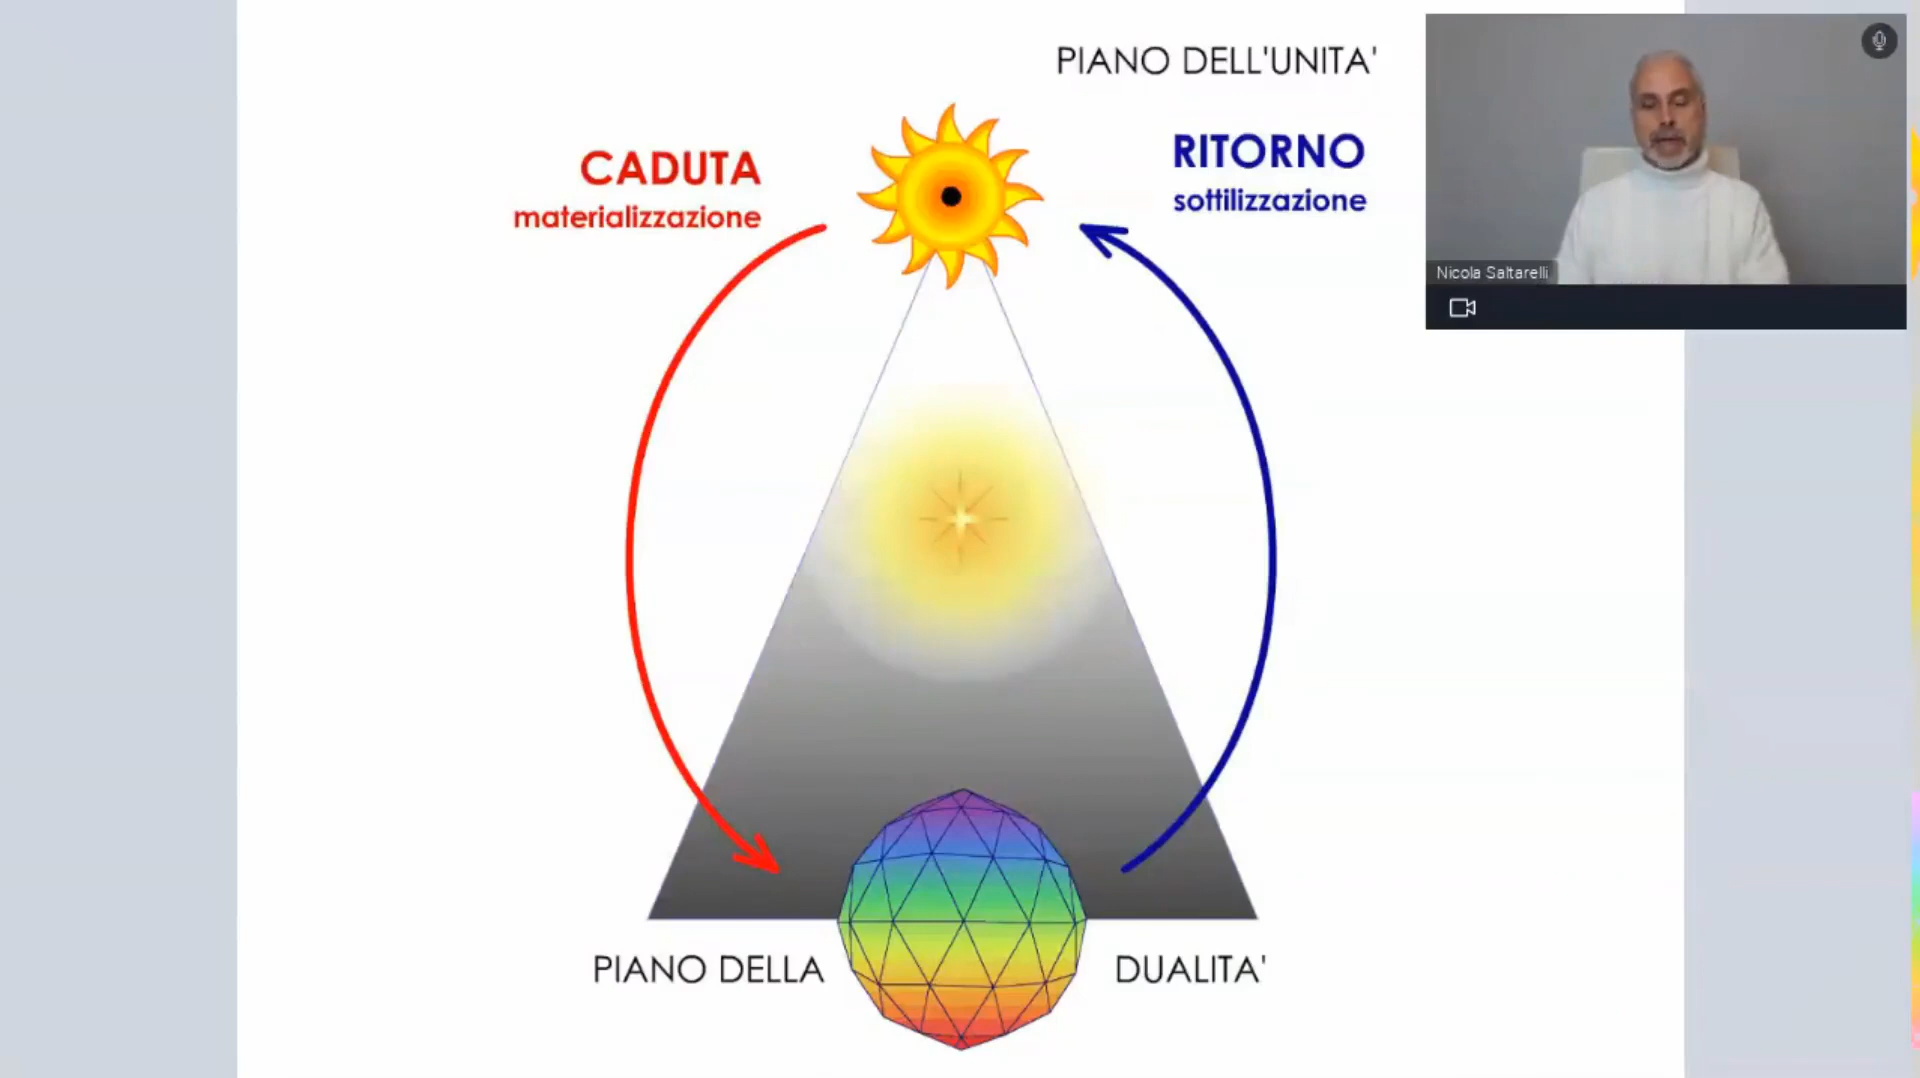 PIANO DELL'UNITA'
CADUTA
materializzazione
RITORNO
sottilizzazione
Nicola Saltarelli
PIANO DELLA DUALITA'